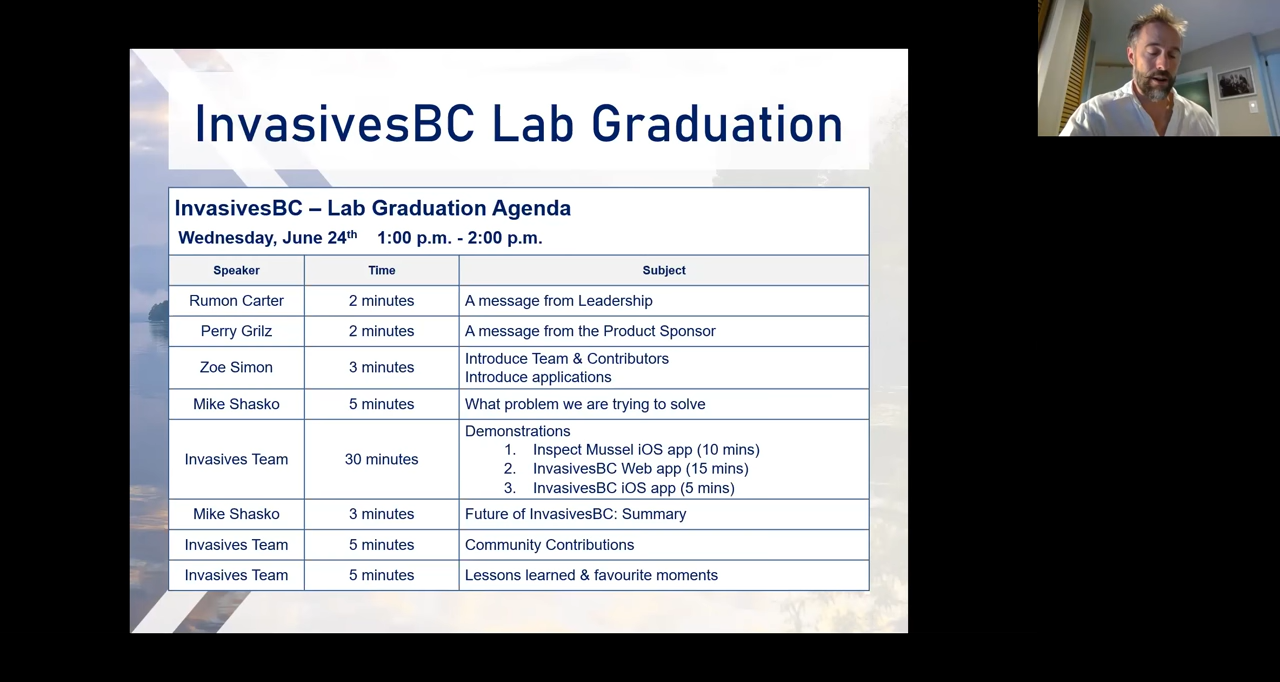 InvasivesBC Lab Graduation
InvasivesBC – Lab Graduation Agenda
Wednesday, June 24th 1:00 p.m. - 2:00 p.m.
Speaker Time Subject
Rumon Carter 2 minutes A message from Leadership
Perry Grilz 2 minutes A message from the Product Sponsor
Zoe Simon 3 minutes Introduce Team & Contributors
Introduce applications
Mike Shasko 5 minutes What problem we are trying to solve
Invasives Team 30 minutes Demonstrations
1. Inspect Mussel iOS app (10 mins)
2. InvasivesBC Web app (15 mins)
3. InvasivesBC iOS app (5 mins)
Mike Shasko 3 minutes Future of InvasivesBC: Summary
Invasives Team 5 minutes Community Contributions
Invasives Team 5 minutes Lessons learned & favourite moments